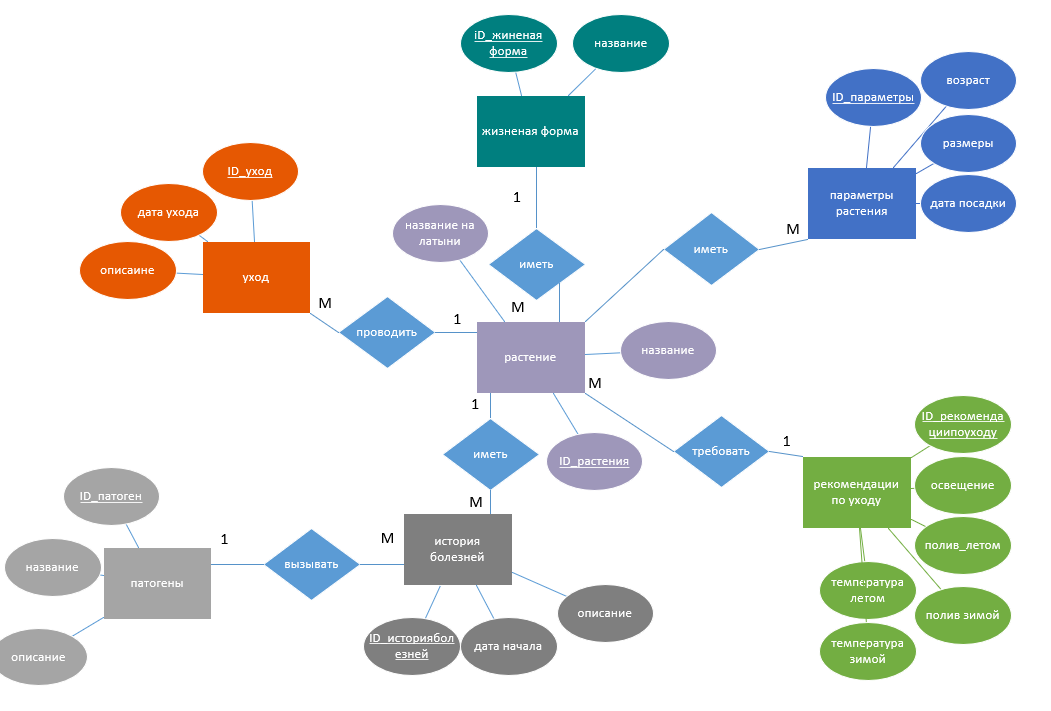 iD_жиненая
форма
название
жизненая форма
1
ID_параметры
возраст
размеры
дата посадки
параметры
растения
М
иметь
ID_уход
дата ухода
описаине
уход
М
проводить
1
название на
латыни
иметь
М
растение
название
М
ID_растения
требовать
1
ID_рекоменда
циипоуходу
освещение
полив_летом
полив зимой
температура
летом
температура
зимой
рекомендации
по уходу
1
иметь
М
история
болезней
описание
дата начала
ID_историябол
езней
М
вызывать
1
ID_патоген
название
описание
патогены